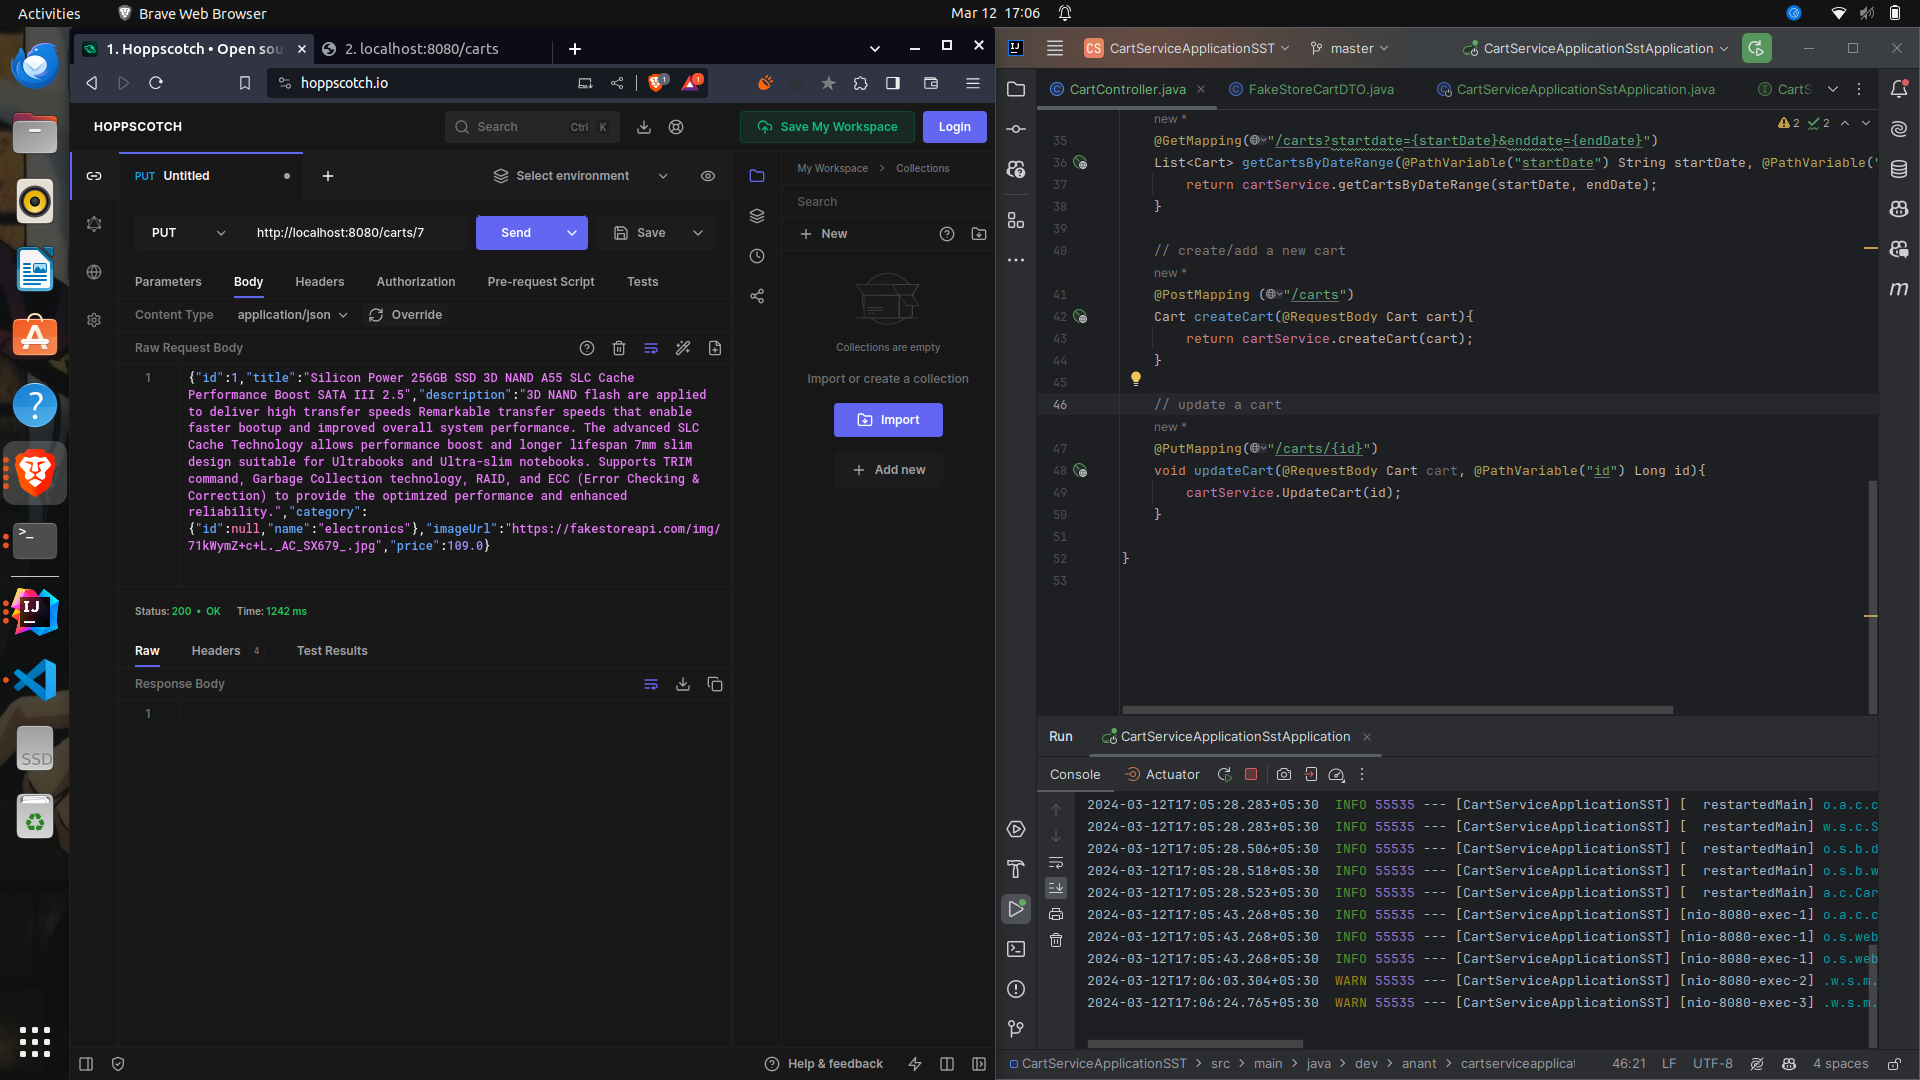 Activities
Brave Web Browser
Mar 12 17:06
1. Hoppscotch • Open sou
2. localhost:8080/carts
hoppscotch.io
HOPPSCOTCH
Search
Ctrl K
Save My Workspace
Login
PUT Untitled
Select environment
PUT
http://localhost:8080/carts/7
Send
Save
Parameters
Body
Headers
Authorization
Pre-request Script
Tests
Content Type
application/json
Override
Raw Request Body
1
{"id":1,"title":"Silicon Power 256GB SSD 3D NAND A55 SLC Cache
Performance Boost SATA III 2.5","description":"3D NAND flash are applied
to deliver high transfer speeds Remarkable transfer speeds that enable
faster bootup and improved overall system performance. The advanced SLC
Cache Technology allows performance boost and longer lifespan 7mm slim
design suitable for Ultrabooks and Ultra-slim notebooks. Supports TRIM
command, Garbage Collection technology, RAID, and ECC (Error Checking &
Correction) to provide the optimized performance and enhanced
reliability.","category":
{"id":null,"name":"electronics"},"imageUrl":"https://fakestoreapi.com/img/
71kWymZ+c+L._AC_SX679_.jpg","price":109.0}
Status: 200 • OK Time: 1242 ms
Raw
Headers 4
Test Results
Response Body
1
My Workspace > Collections
Search
New
Collections are empty
Import or create a collection
Import
Add new
Help & feedback
SSD
CS CartServiceApplicationSST
master
CartServiceApplicationSstApplication
CartController.java
FakeStoreCartDTO.java
CartServiceApplicationSstApplication.java
CartS
2 2
new *
35 @GetMapping("/carts?startdate={startDate}&enddate={endDate}")
36 List<Cart> getCartsByDateRange(@PathVariable("startDate") String startDate, @PathVariable("
37 return cartService.getCartsByDateRange(startDate, endDate);
38 }
39
40 // create/add a new cart
new *
41 @PostMapping ("/carts")
42 Cart createCart(@RequestBody Cart cart){
43 return cartService.createCart(cart);
44 }
45
46 // update a cart
new *
47 @PutMapping("/carts/{id}")
48 void updateCart(@RequestBody Cart cart, @PathVariable("id") Long id){
49 cartService.UpdateCart(id);
50 }
51
52 }
53
Run
CartServiceApplicationSstApplication
Console
Actuator
2024-03-12T17:05:28.283+05:30 INFO 55535 --- [CartServiceApplicationSST] [ restartedMain] o.a.c.c
2024-03-12T17:05:28.283+05:30 INFO 55535 --- [CartServiceApplicationSST] [ restartedMain] w.s.c.S
2024-03-12T17:05:28.506+05:30 INFO 55535 --- [CartServiceApplicationSST] [ restartedMain] o.s.b.d
2024-03-12T17:05:28.518+05:30 INFO 55535 --- [CartServiceApplicationSST] [ restartedMain] o.s.b.w
2024-03-12T17:05:28.523+05:30 INFO 55535 --- [CartServiceApplicationSST] [ restartedMain] a.c.Car
2024-03-12T17:05:43.268+05:30 INFO 55535 --- [CartServiceApplicationSST] [nio-8080-exec-1] o.a.c.c
2024-03-12T17:05:43.268+05:30 INFO 55535 --- [CartServiceApplicationSST] [nio-8080-exec-1] o.s.web
2024-03-12T17:05:43.268+05:30 INFO 55535 --- [CartServiceApplicationSST] [nio-8080-exec-1] o.s.web
2024-03-12T17:06:03.304+05:30 WARN 55535 --- [CartServiceApplicationSST] [nio-8080-exec-2] .w.s.m.
2024-03-12T17:06:24.765+05:30 WARN 55535 --- [CartServiceApplicationSST] [nio-8080-exec-3] .w.s.m.
CartServiceApplicationSST > src > main > java > dev > anant > cartserviceapplicat
46:21 LF UTF-8 4 spaces